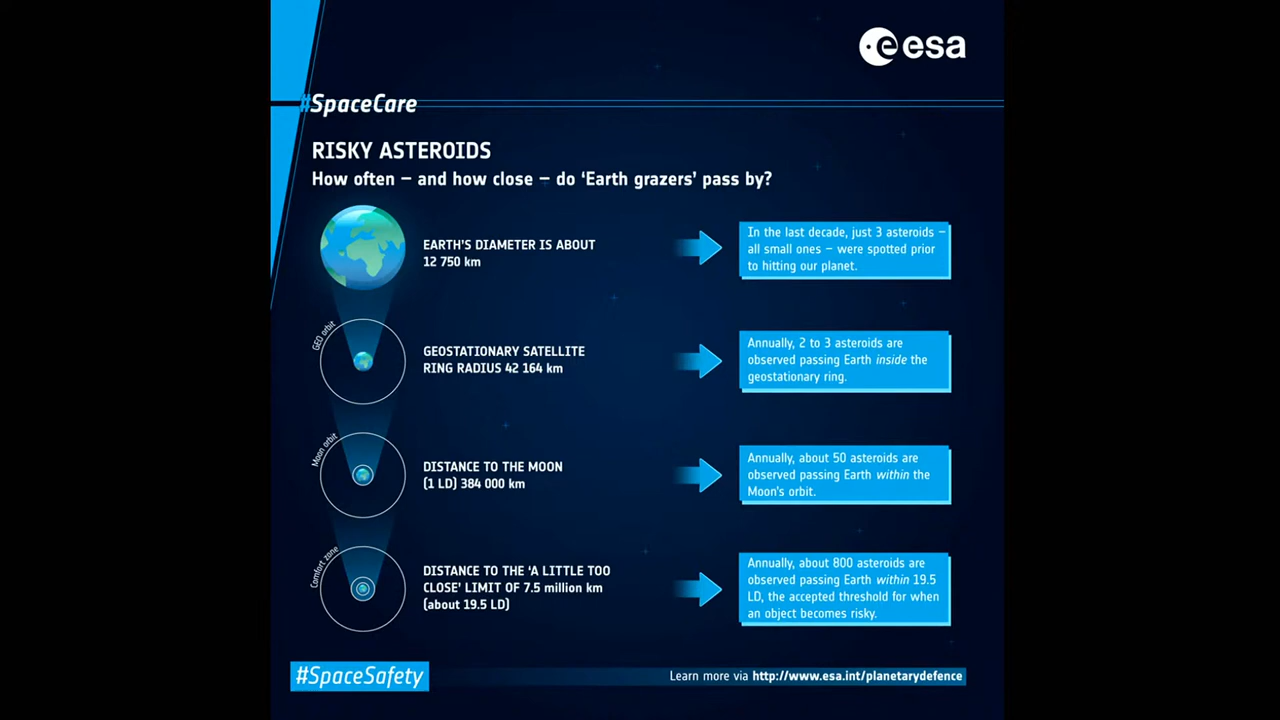 esa
#SpaceCare
RISKY ASTEROIDS
How often – and how close – do ‘Earth grazers’ pass by?
EARTH'S DIAMETER IS ABOUT
12 750 km
In the last decade, just 3 asteroids –
all small ones – were spotted prior
to hitting our planet.
GEO orbit
GEOSTATIONARY SATELLITE
RING RADIUS 42 164 km
Annually, 2 to 3 asteroids are
observed passing Earth inside the
geostationary ring.
Moon orbit
DISTANCE TO THE MOON
(1 LD) 384 000 km
Annually, about 50 asteroids are
observed passing Earth within the
Moon's orbit.
Comfort zone
DISTANCE TO THE ‘A LITTLE TOO
CLOSE’ LIMIT OF 7.5 million km
(about 19.5 LD)
Annually, about 800 asteroids are
observed passing Earth within 19.5
LD, the accepted threshold for when
an object becomes risky.
#SpaceSafety
Learn more via http://www.esa.int/planetarydefence